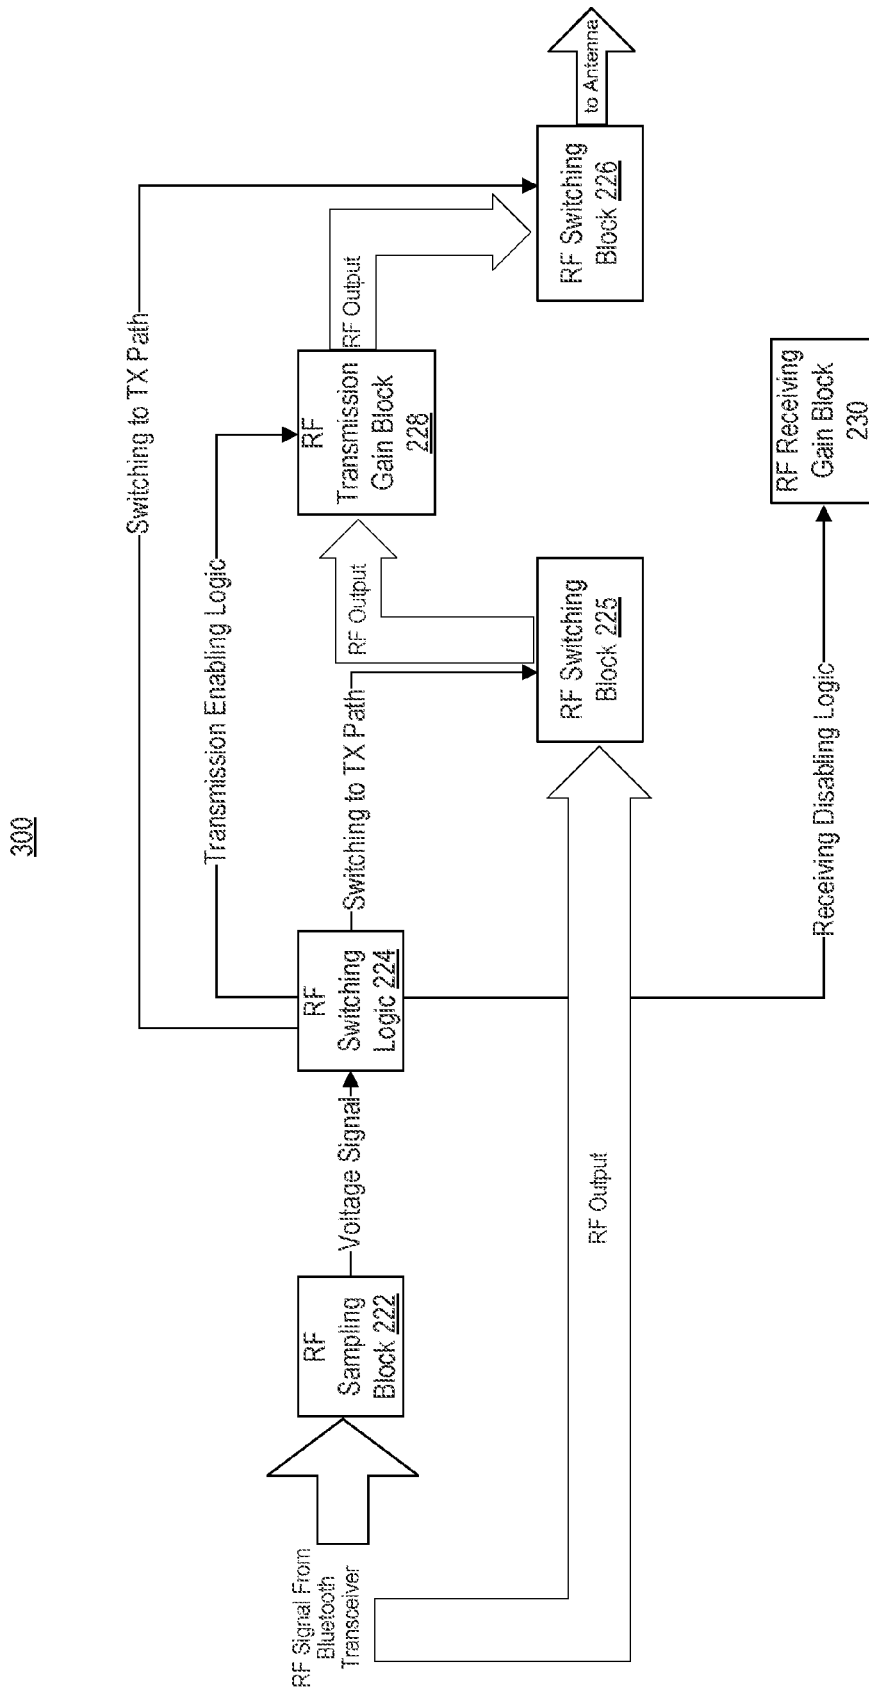 300
Switching to TX Path
Transmission Enabling Logic
RF Signal From
Bluetooth
Transceiver
RF
Sampling
Block 222
Voltage Signal
RF
Switching
Logic 224
Switching to TX Path
RF Output
RF
Transmission
Gain Block
228
RF Output
RF Output
RF Switching
Block 225
RF Switching
Block 226
to Antenna
Receiving Disabling Logic
RF Receiving
Gain Block
230